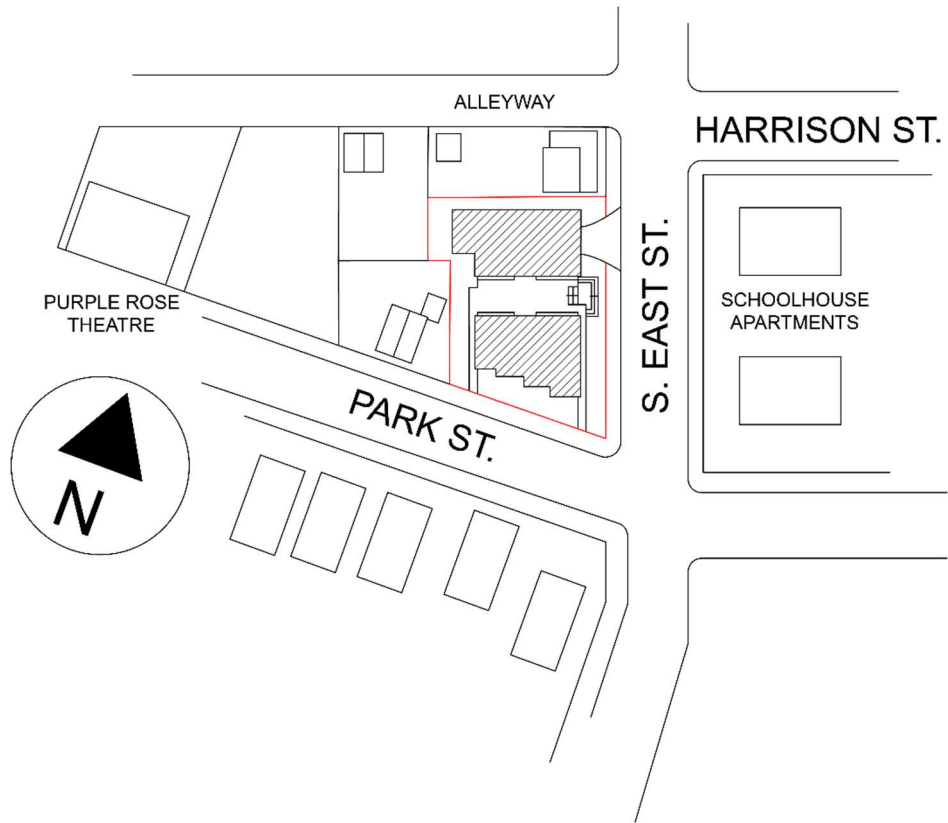 ALLEYWAY
HARRISON ST.
S. EAST ST.
SCHOOLHOUSE
APARTMENTS
PURPLE ROSE
THEATRE
PARK ST.
N